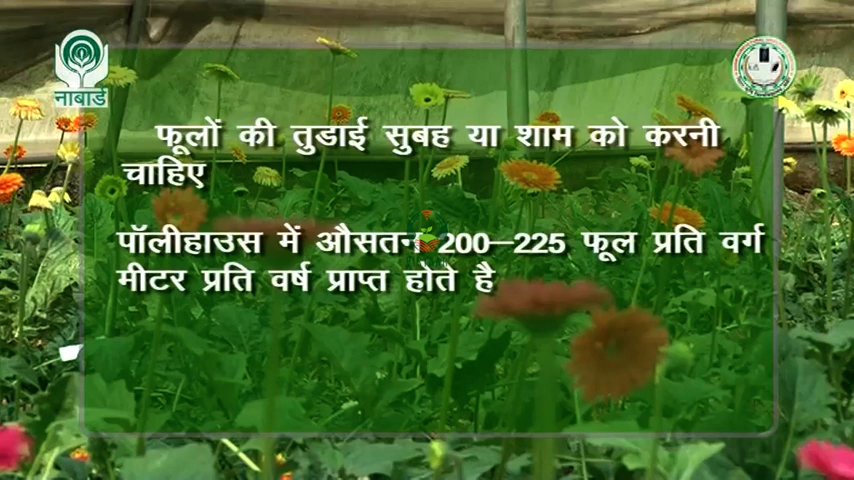 नाबार्ड
फूलों की तुडाई सुबह या शाम को करनी
चाहिए
पॉलीहाउस में औसतन 200–225 फूल प्रति वर्ग
मीटर प्रति वर्ष प्राप्त होते है